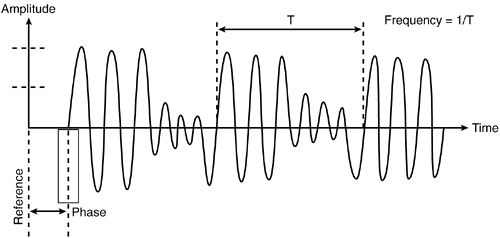 Amplitude
T
Frequency = 1/T
Time
Reference
Phase